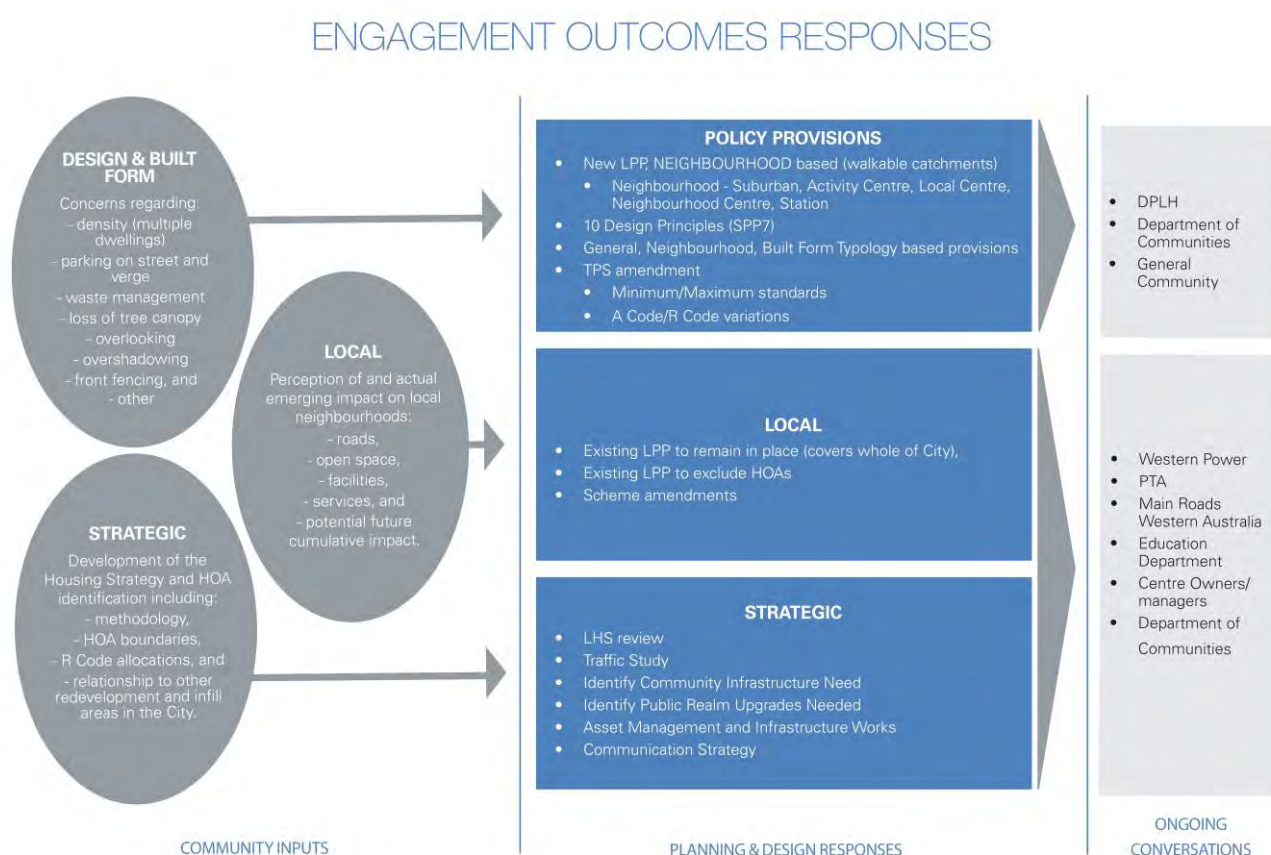 ENGAGEMENT OUTCOMES RESPONSES
DESIGN & BUILT
FORM
Concerns regarding:
- density (multiple
dwellings)
- parking on street and
verge
- waste management
- loss of tree canopy
- overlooking
- overshadowing
- front fencing, and
- other
LOCAL
Perception of and actual
emerging impact on local
neighbourhoods:
- roads,
- open space,
- facilities,
- services, and
- potential future
cumulative impact.
STRATEGIC
Development of the
Housing Strategy and HOA
identification including:
- methodology,
- HOA boundaries,
- R Code allocations, and
- relationship to other
redevelopment and infill
areas in the City.
COMMUNITY INPUTS
POLICY PROVISIONS
• New LPP, NEIGHBOURHOOD based (walkable catchments)
• Neighbourhood - Suburban, Activity Centre, Local Centre,
Neighbourhood Centre, Station
• 10 Design Principles (SPP7)
• General, Neighbourhood, Built Form Typology based provisions
• TPS amendment
• Minimum/Maximum standards
• A Code/R Code variations
LOCAL
• Existing LPP to remain in place (covers whole of City),
• Existing LPP to exclude HOAs
• Scheme amendments
STRATEGIC
• LHS review
• Traffic Study
• Identify Community Infrastructure Need
• Identify Public Realm Upgrades Needed
• Asset Management and Infrastructure Works
• Communication Strategy
PLANNING & DESIGN RESPONSES
• DPLH
• Department of
Communities
• General
Community
• Western Power
• PTA
• Main Roads
Western Australia
• Education
Department
• Centre Owners/
managers
• Department of
Communities
ONGOING
CONVERSATIONS